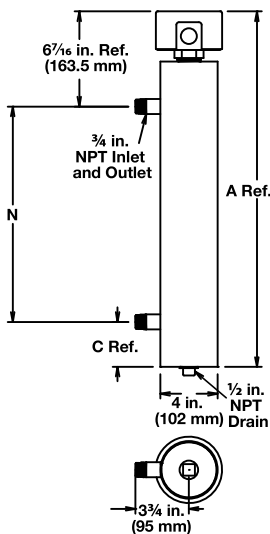 6⁷⁄₁₆ in. Ref.
(163.5 mm)
¾ in.
NPT Inlet
and Outlet
A Ref.
N
C Ref.
4 in.
(102 mm)
½ in.
NPT
Drain
3¾ in.
(95 mm)